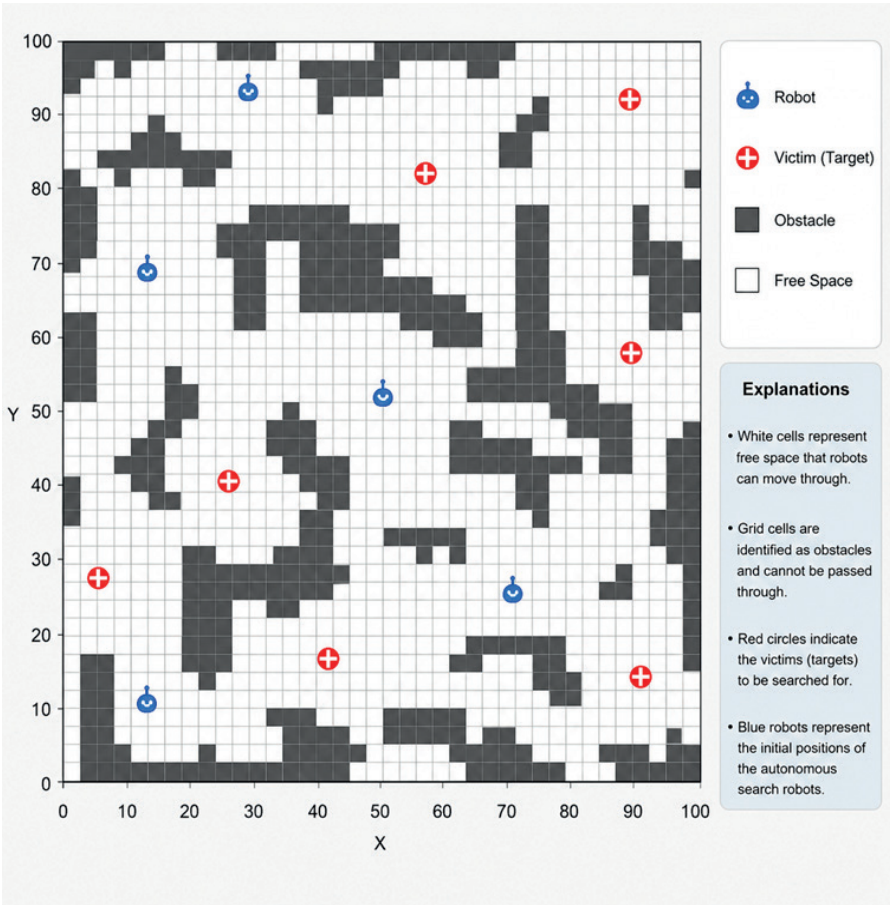 100
90
80
70
60
Y
50
40
30
20
10
0
0 10 20 30 40 50 60 70 80 90 100
X
Robot
Victim (Target)
Obstacle
Free Space
Explanations
• White cells represent
free space that robots
can move through.
• Grid cells are
identified as obstacles
and cannot be passed
through.
• Red circles indicate
the victims (targets)
to be searched for.
• Blue robots represent
the initial positions of
the autonomous
search robots.